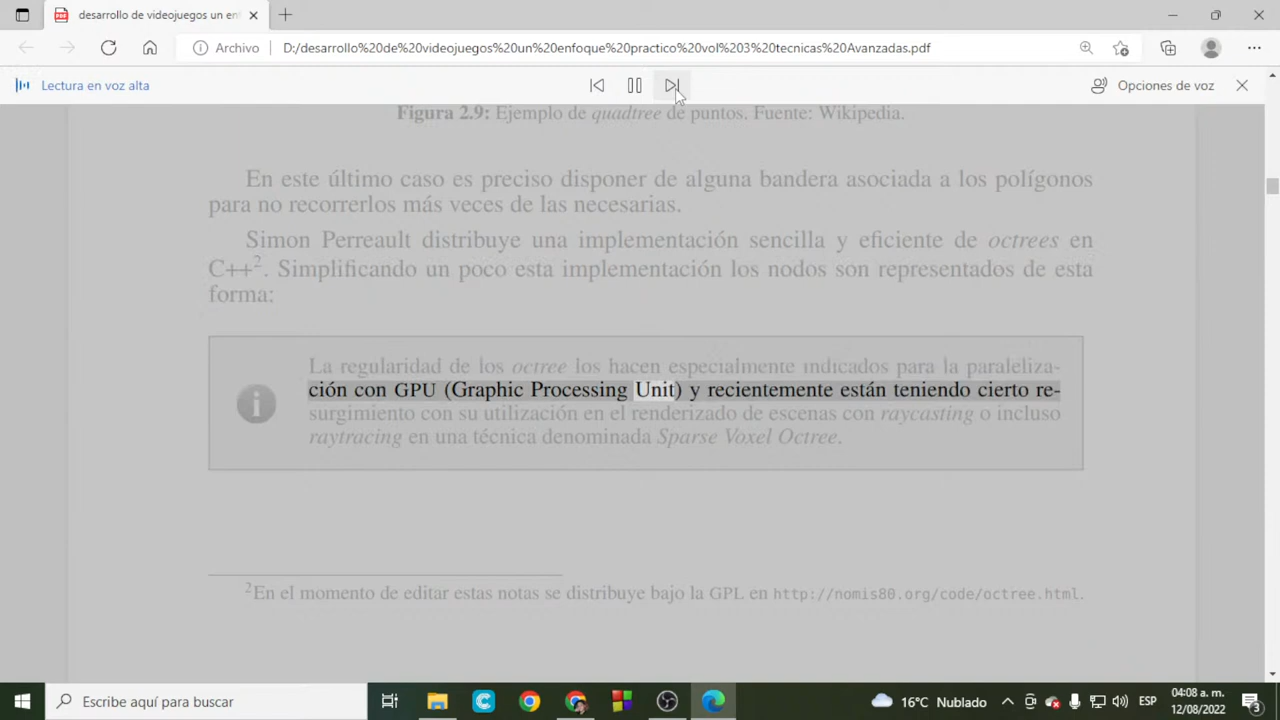 desarrollo de videojuegos un en
Archivo
D:/desarrollo%20de%20videojuegos%20un%20enfoque%20practico%20vol%203%20tecnicas%20Avanzadas.pdf
Lectura en voz alta
Opciones de voz
Figura 2.9: Ejemplo de quadtree de puntos. Fuente: Wikipedia.
En este último caso es preciso disponer de alguna bandera asociada a los polígonos
para no recorrerlos más veces de las necesarias.
Simon Perreault distribuye una implementación sencilla y eficiente de octrees en
C++2. Simplificando un poco esta implementación los nodos son representados de esta
forma:
La regularidad de los octree los hacen especialmente indicados para la paraleliza-
ción con GPU (Graphic Processing Unit) y recientemente están teniendo cierto re-
surgimiento con su utilización en el renderizado de escenas con raycasting o incluso
raytracing en una técnica denominada Sparse Voxel Octree.
2En el momento de editar estas notas se distribuye bajo la GPL en http://nomis80.org/code/octree.html.
Escribe aquí para buscar
16°C Nublado
ESP
04:08 a. m.
12/08/2022
3